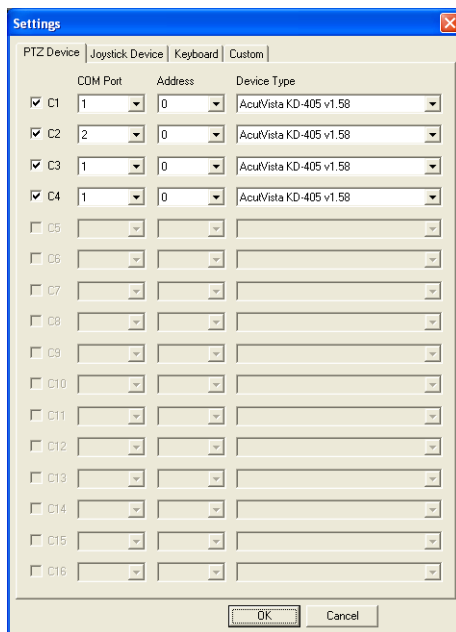 Settings
PTZ Device Joystick Device Keyboard Custom
COM Port Address Device Type
C1 1 0 AcutVista KD-405 v1.58
C2 2 0 AcutVista KD-405 v1.58
C3 1 0 AcutVista KD-405 v1.58
C4 1 0 AcutVista KD-405 v1.58
C5
C6
C7
C8
C9
C10
C11
C12
C13
C14
C15
C16
OK Cancel